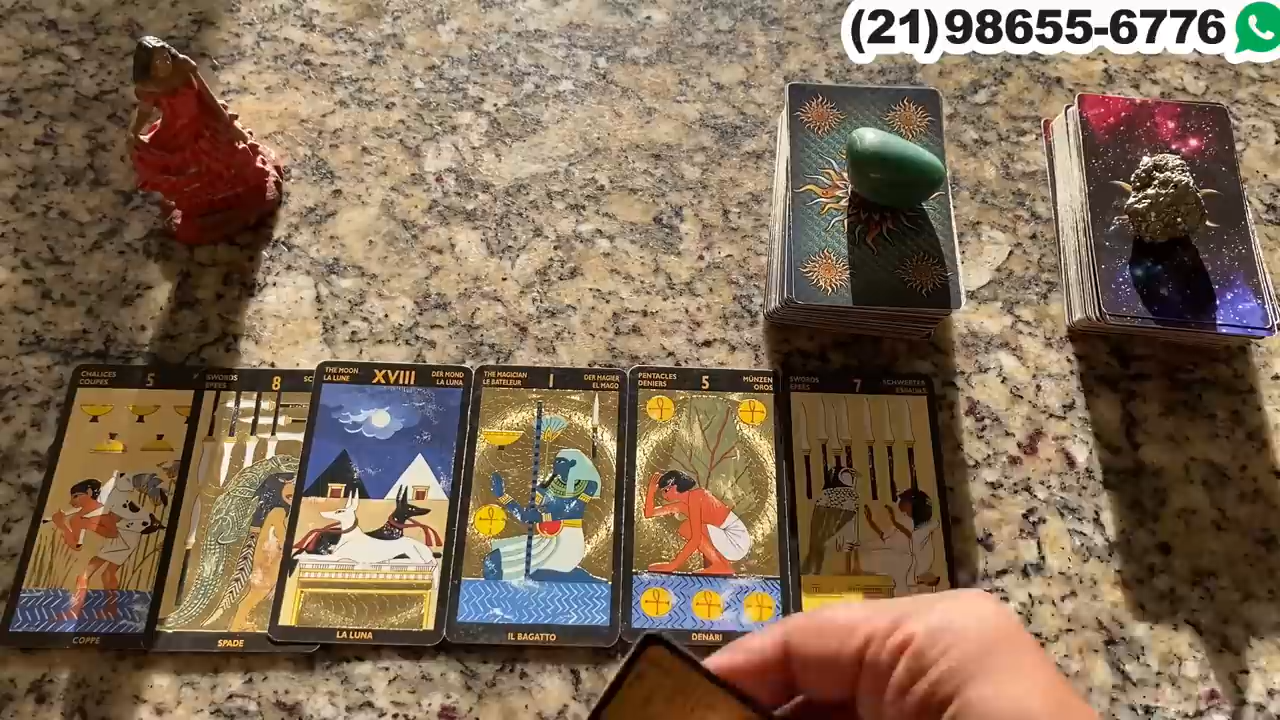 (21)98655-6776
CHALICES
COUPES
5
COPPE
SWORDS
EPEES
8
SPADE
THE MOON
LA LUNE
XVIII
DER MOND
LA LUNA
LA LUNA
THE MAGICIAN
LE BATELEUR
I
DER MAGIER
EL MAGO
IL BAGATTO
PENTACLES
DENIERS
5
MÜNZEN
OROS
DENARI
SWORDS
EPEES
7
SCHWERTER
ESPADAS